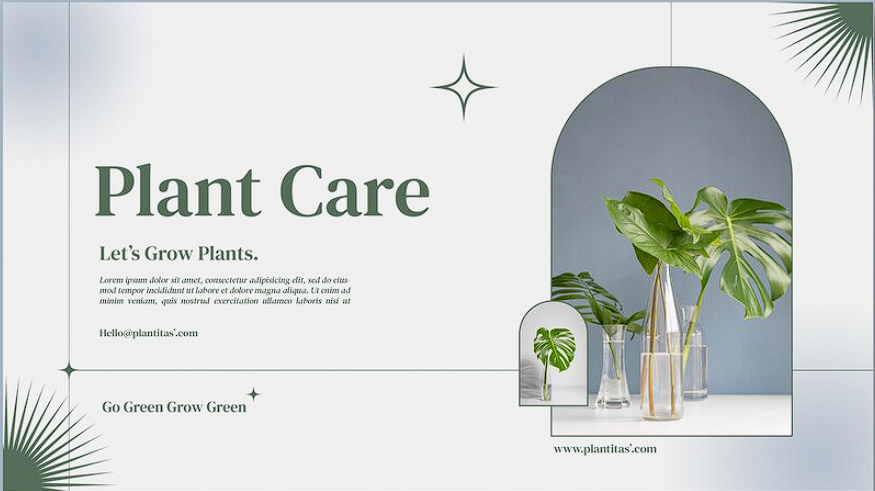 Plant Care
Let's Grow Plants.
Lorem ipsum dolor sit amet, consectetur adipisicing elit, sed do eius-
mod tempor incididunt ut labore et dolore magna aliqua. Ut enim ad
minim veniam, quis nostrud exercitation ullamco laboris nisi ut
Hello@plantitas'.com
Go Green Grow Green
www.plantitas'.com